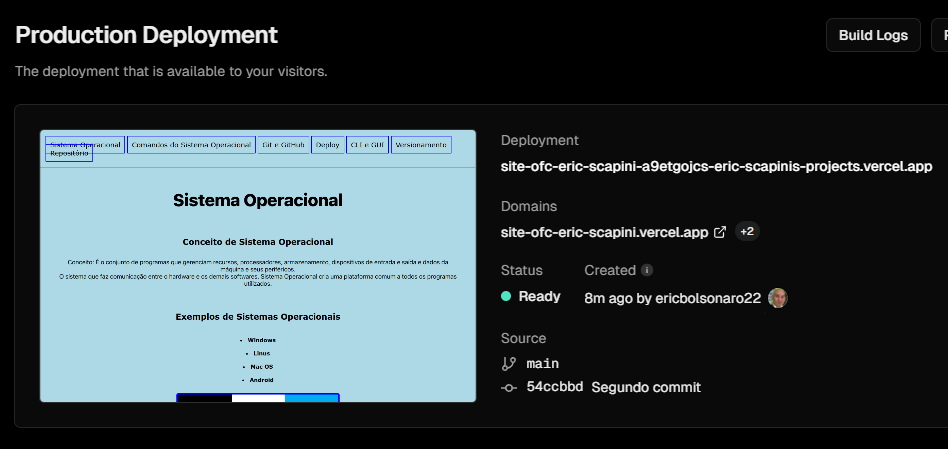 Production Deployment
Build Logs
The deployment that is available to your visitors.
Sistema Operacional
Comandos do Sistema Operacional
Git e GitHub
Deploy
CLI e GUI
Versionamento
Repositório
Sistema Operacional
Conceito de Sistema Operacional
Conceito: É o conjunto de programas que gerenciam recursos, processadores, armazenamento, dispositivos de entrada e saída e dados da
máquina e seus periféricos.
O sistema que faz comunicação entre o hardware e os demais softwares. Sistema Operacional cria uma plataforma comum a todos os programas
utilizados.
Exemplos de Sistemas Operacionais
• Windows
• Linus
• Mac OS
• Android
Deployment
site-ofc-eric-scapini-a9etgojcs-eric-scapinis-projects.vercel.app
Domains
site-ofc-eric-scapini.vercel.app +2
Status
Created
Ready
8m ago by ericbolsonaro22
Source
main
54ccbbd Segundo commit